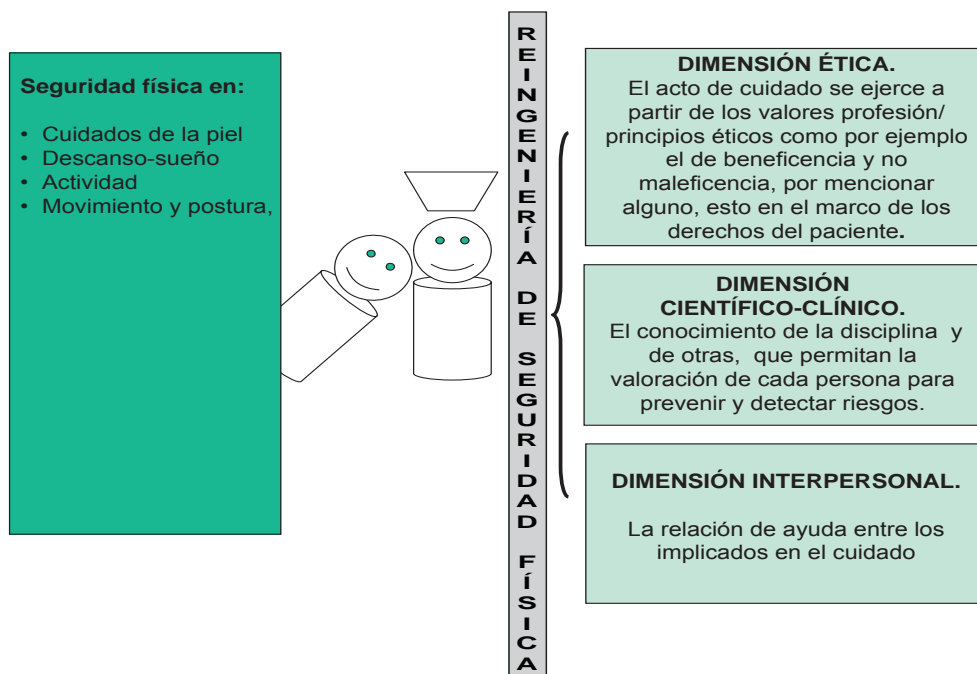 Seguridad física en:
• Cuidados de la piel
• Descanso-sueño
• Actividad
• Movimiento y postura,
REINGENIERÍA DE SEGURIDAD FÍSICA
DIMENSIÓN ÉTICA.
El acto de cuidado se ejerce a
partir de los valores profesión/
principios éticos como por ejemplo
el de beneficencia y no
maleficencia, por mencionar
alguno, esto en el marco de los
derechos del paciente.
DIMENSIÓN
CIENTÍFICO-CLÍNICO.
El conocimiento de la disciplina y
de otras, que permitan la
valoración de cada persona para
prevenir y detectar riesgos.
DIMENSIÓN INTERPERSONAL.
La relación de ayuda entre los
implicados en el cuidado